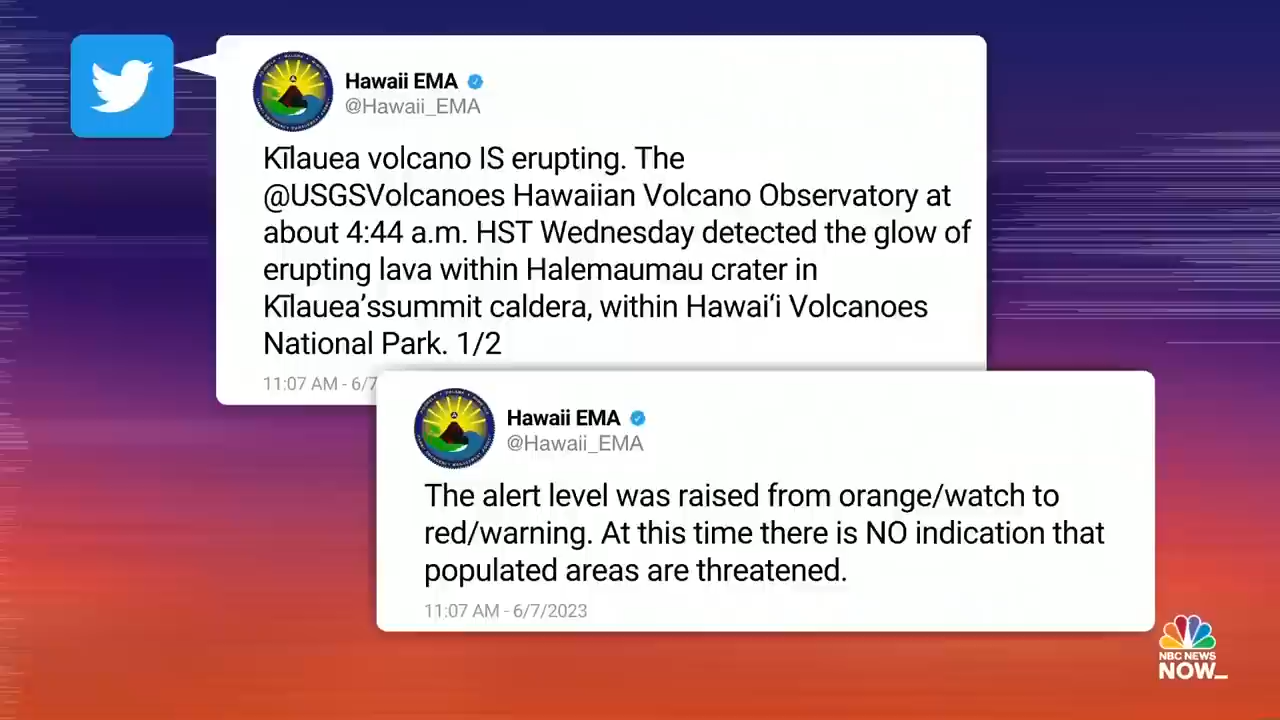 Hawaii EMA
@Hawaii_EMA
Kīlauea volcano IS erupting. The
@USGSVolcanoes Hawaiian Volcano Observatory at
about 4:44 a.m. HST Wednesday detected the glow of
erupting lava within Halemaumau crater in
Kīlauea’ssummit caldera, within Hawai‘i Volcanoes
National Park. 1/2
11:07 AM - 6/7
Hawaii EMA
@Hawaii_EMA
The alert level was raised from orange/watch to
red/warning. At this time there is NO indication that
populated areas are threatened.
11:07 AM - 6/7/2023
NBC NEWS
NOW_